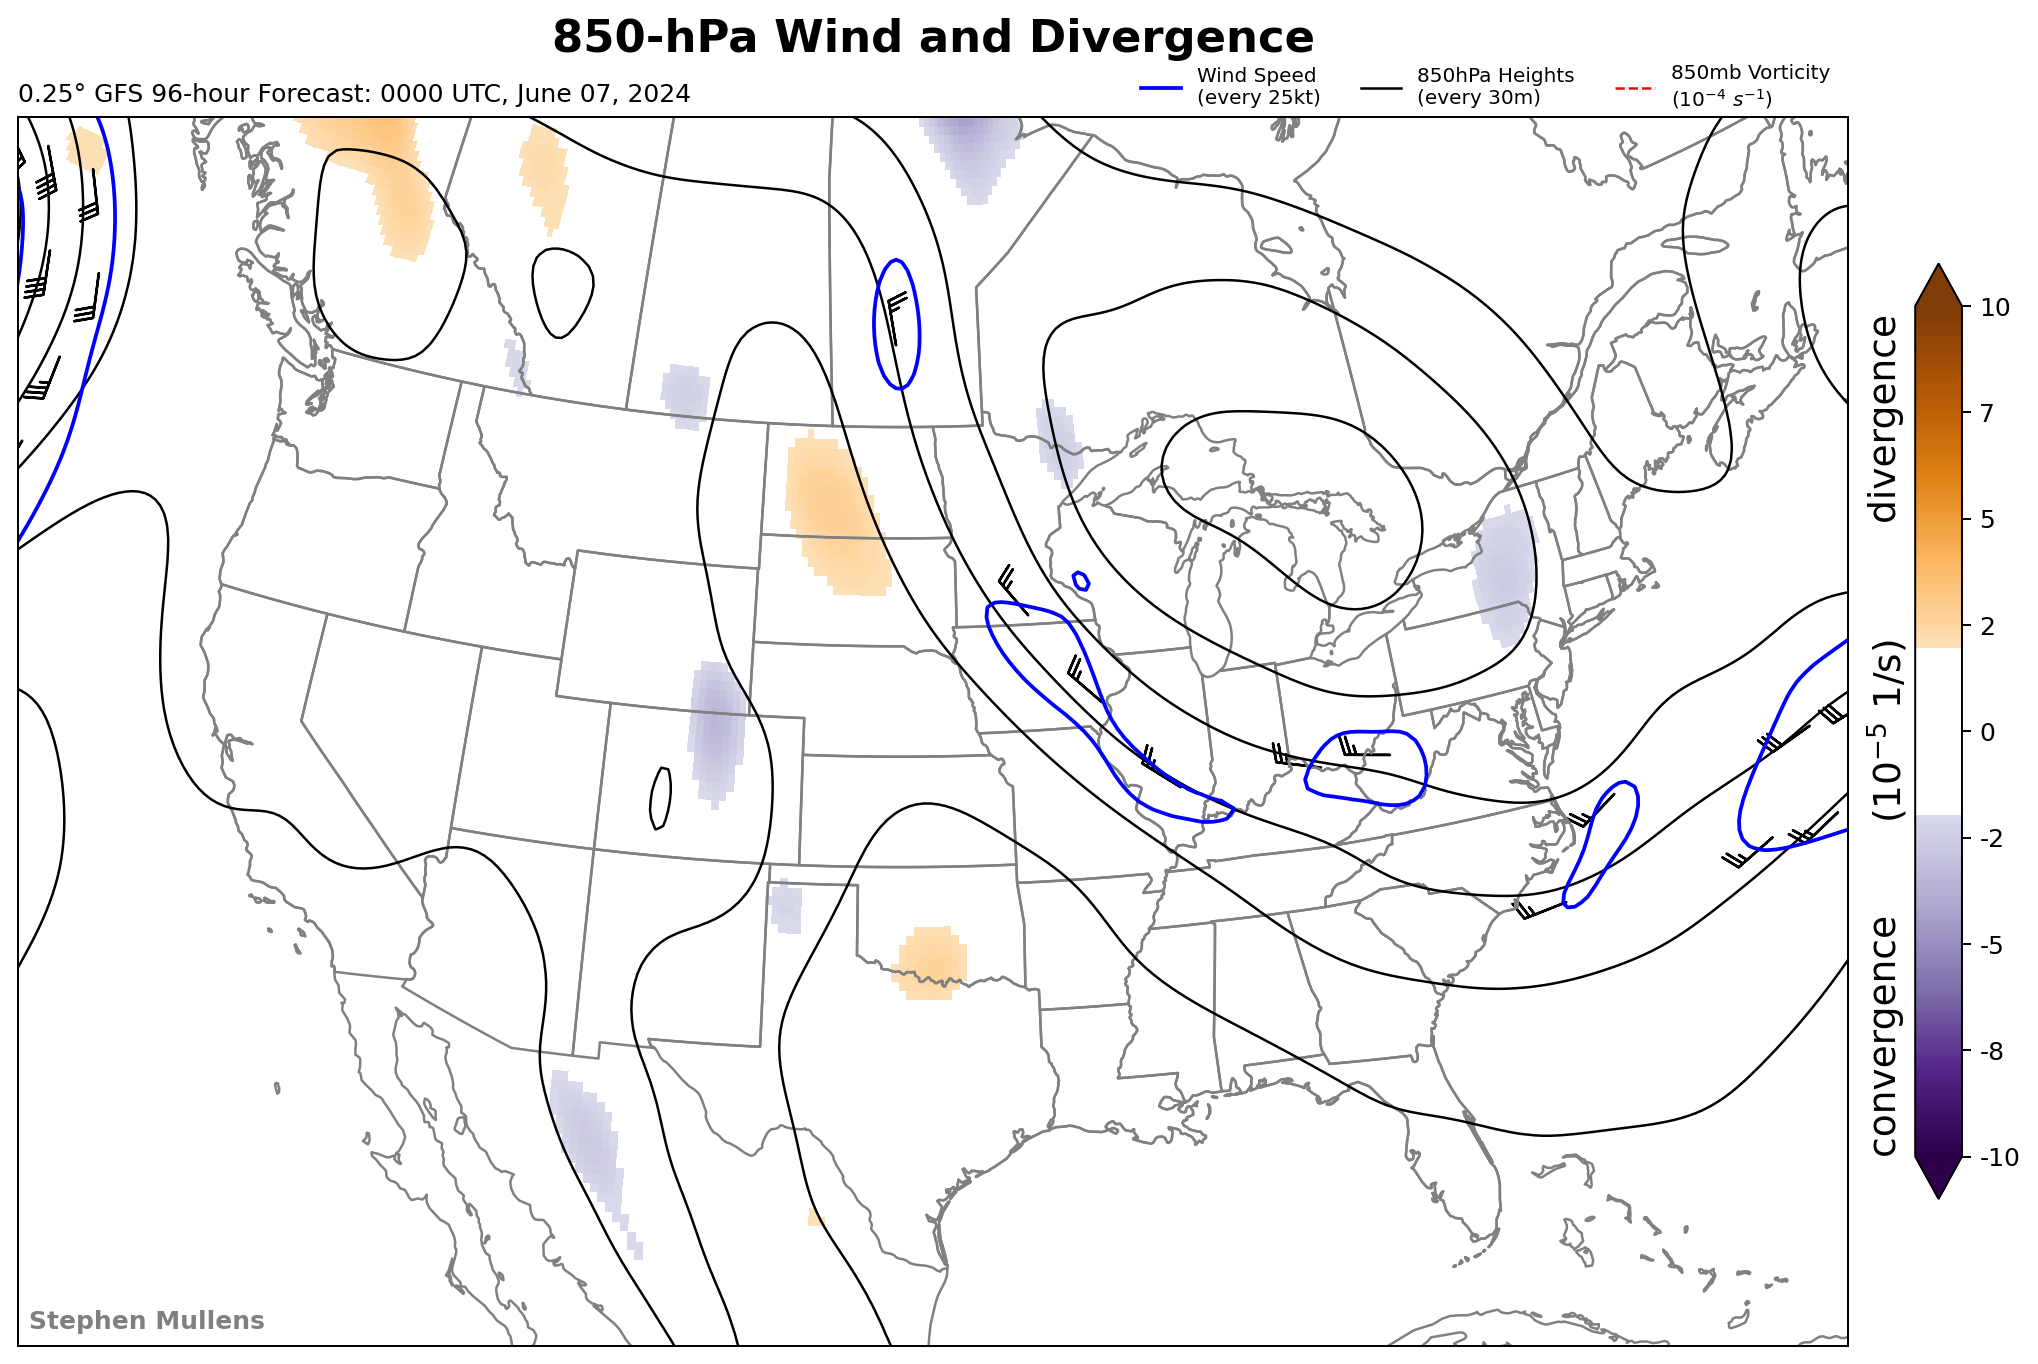 850-hPa Wind and Divergence
0.25° GFS 96-hour Forecast: 0000 UTC, June 07, 2024
Wind Speed
(every 25kt)
850hPa Heights
(every 30m)
850mb Vorticity
(10⁻⁴ s⁻¹)
10
7
5
2
0
-2
-5
-8
-10
convergence (10⁻⁵ 1/s) divergence
Stephen Mullens